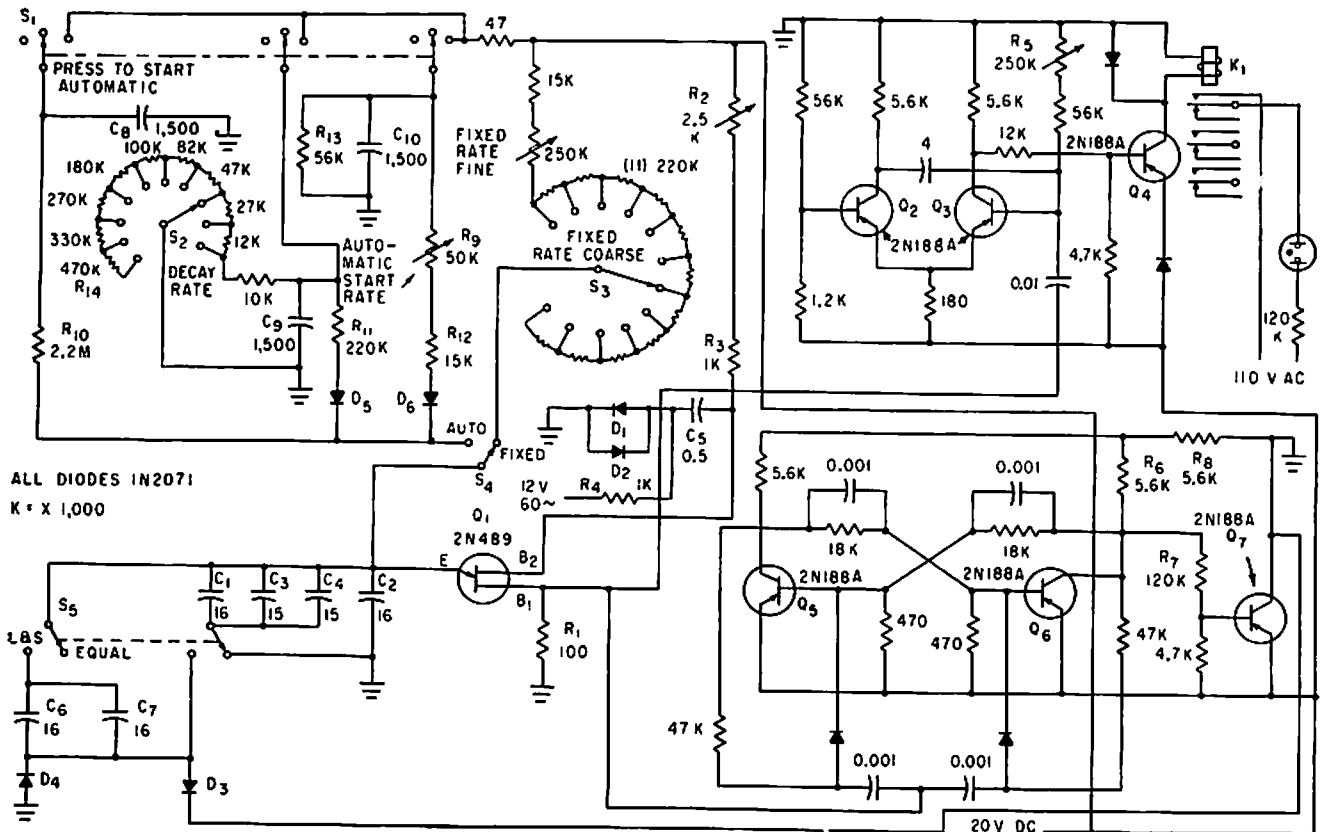 S1
PRESS TO START
AUTOMATIC
C8
1,500
100K
82K
180K
47K
270K
27K
330K
S2
12K
470K
R14
DECAY
RATE
10K
R10
2.2M
C9
1,500
R13
56K
C10
1,500
AUTO-
MATIC
START
RATE
R9
50K
R11
220K
R12
15K
D5
D6
47
15K
FIXED
RATE
FINE
250K
(11) 220K
FIXED
RATE COARSE
S3
R2
2.5
K
R3
1K
AUTO
FIXED
S4
D1
D2
C5
0.5
12V
60~
R4
1K
56K
5.6K
5.6K
R5
250K
56K
12K
4
Q2
Q3
2N188A
2N188A
Q4
K1
1.2K
180
0.01
4.7K
120
K
110 V AC
ALL DIODES 1N2071
K = X 1,000
Q1
2N489
E
B2
B1
R1
100
C1
16
C3
15
C4
15
C2
16
S5
EQUAL
C6
16
C7
16
D4
D3
5.6K
0.001
0.001
18K
18K
R6
5.6K
R8
5.6K
2N188A
Q7
R7
120K
2N188A
Q5
2N188A
Q6
470
470
47K
4.7K
47K
0.001
0.001
20V DC